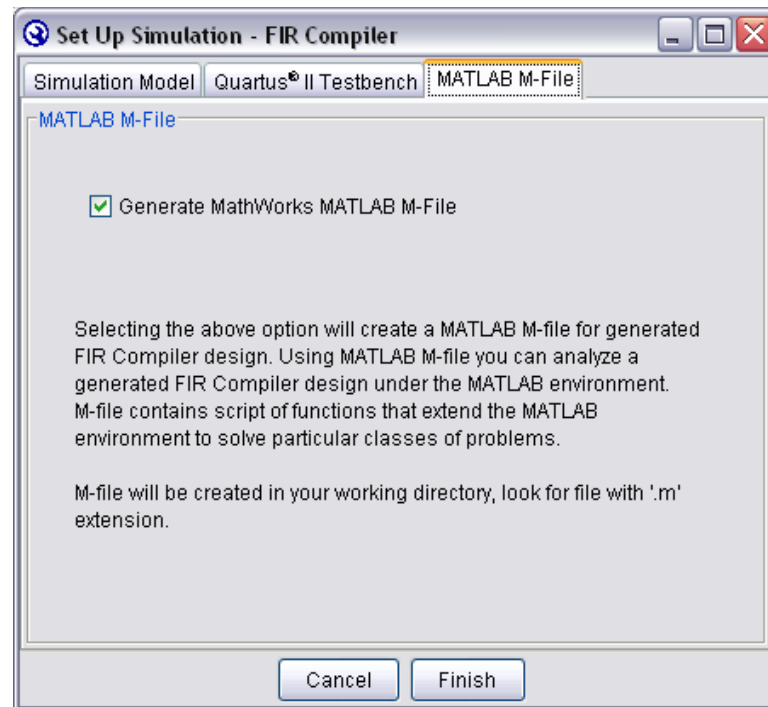 Set Up Simulation - FIR Compiler
Simulation Model
Quartus® II Testbench
MATLAB M-File
MATLAB M-File
Generate MathWorks MATLAB M-File
Selecting the above option will create a MATLAB M-file for generated
FIR Compiler design. Using MATLAB M-file you can analyze a
generated FIR Compiler design under the MATLAB environment.
M-file contains script of functions that extend the MATLAB
environment to solve particular classes of problems.
M-file will be created in your working directory, look for file with '.m'
extension.
Cancel
Finish